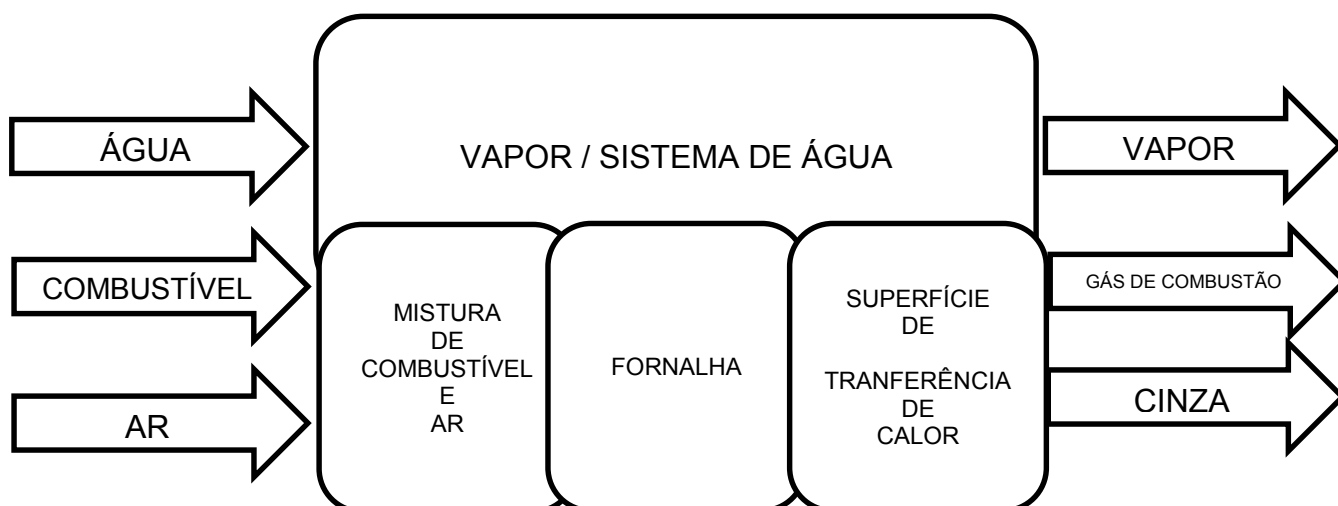 ÁGUA
VAPOR / SISTEMA DE ÁGUA
VAPOR
COMBUSTÍVEL
MISTURA
DE
COMBUSTÍVEL
E
AR
FORNALHA
SUPERFÍCIE
DE
TRANFERÊNCIA
DE
CALOR
GÁS DE COMBUSTÃO
AR
CINZA